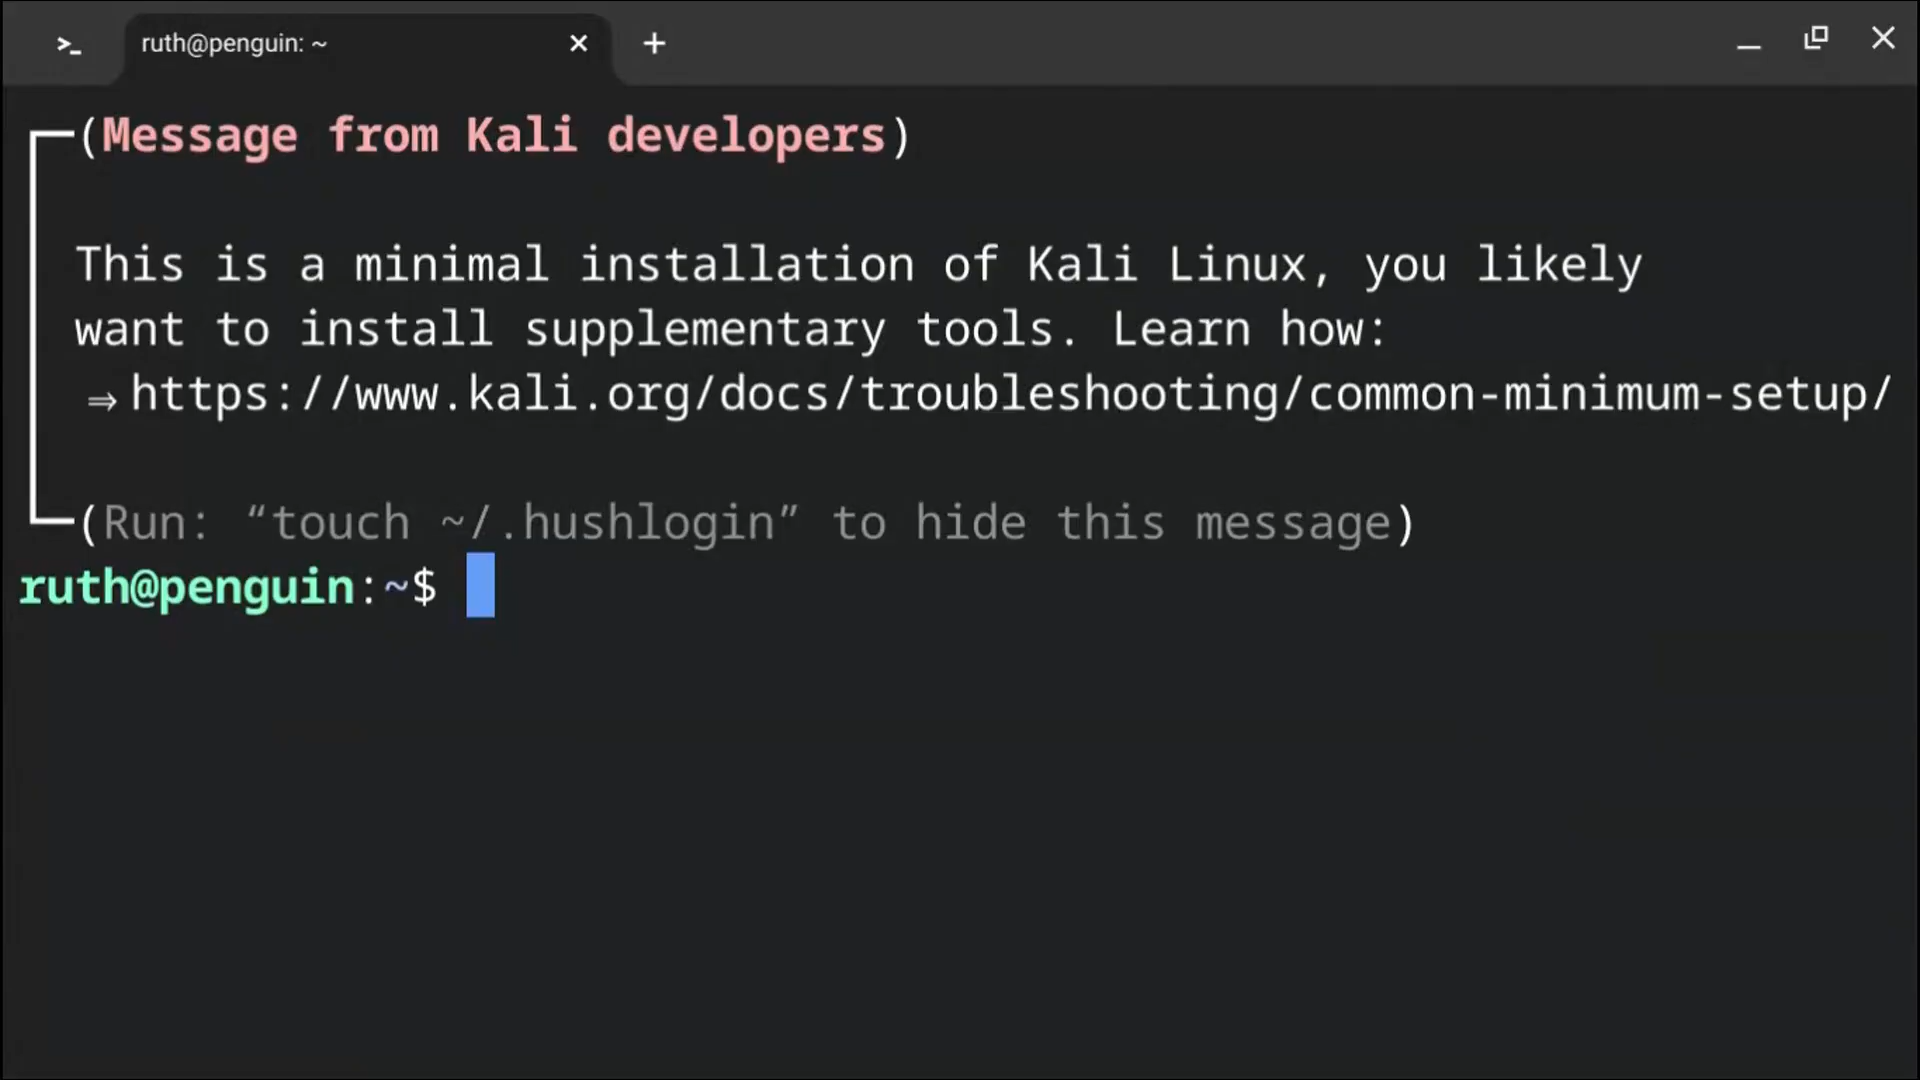 >_ ruth@penguin: ~
(Message from Kali developers)
This is a minimal installation of Kali Linux, you likely
want to install supplementary tools. Learn how:
⇒ https://www.kali.org/docs/troubleshooting/common-minimum-setup/
(Run: “touch ~/.hushlogin” to hide this message)
ruth@penguin:~$